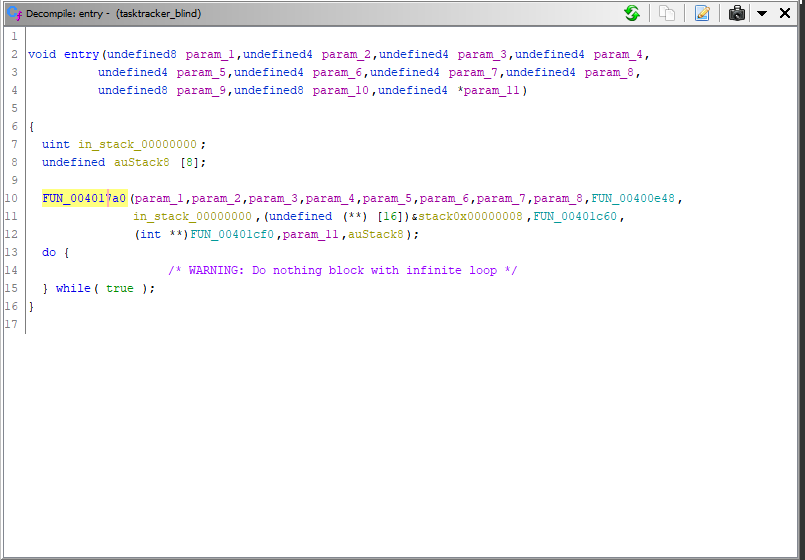 Decompile: entry - (tasktracker_blind)
1
2 void entry(undefined8 param_1,undefined4 param_2,undefined4 param_3,undefined4 param_4,
3 undefined4 param_5,undefined4 param_6,undefined4 param_7,undefined4 param_8,
4 undefined8 param_9,undefined8 param_10,undefined4 *param_11)
5
6 {
7 uint in_stack_00000000;
8 undefined auStack8 [8];
9
10 FUN_004017a0(param_1,param_2,param_3,param_4,param_5,param_6,param_7,param_8,FUN_00400e48,
11 in_stack_00000000,(undefined (**) [16])&stack0x00000008,FUN_00401c60,
12 (int **)FUN_00401cf0,param_11,auStack8);
13 do {
14 /* WARNING: Do nothing block with infinite loop */
15 } while( true );
16 }
17